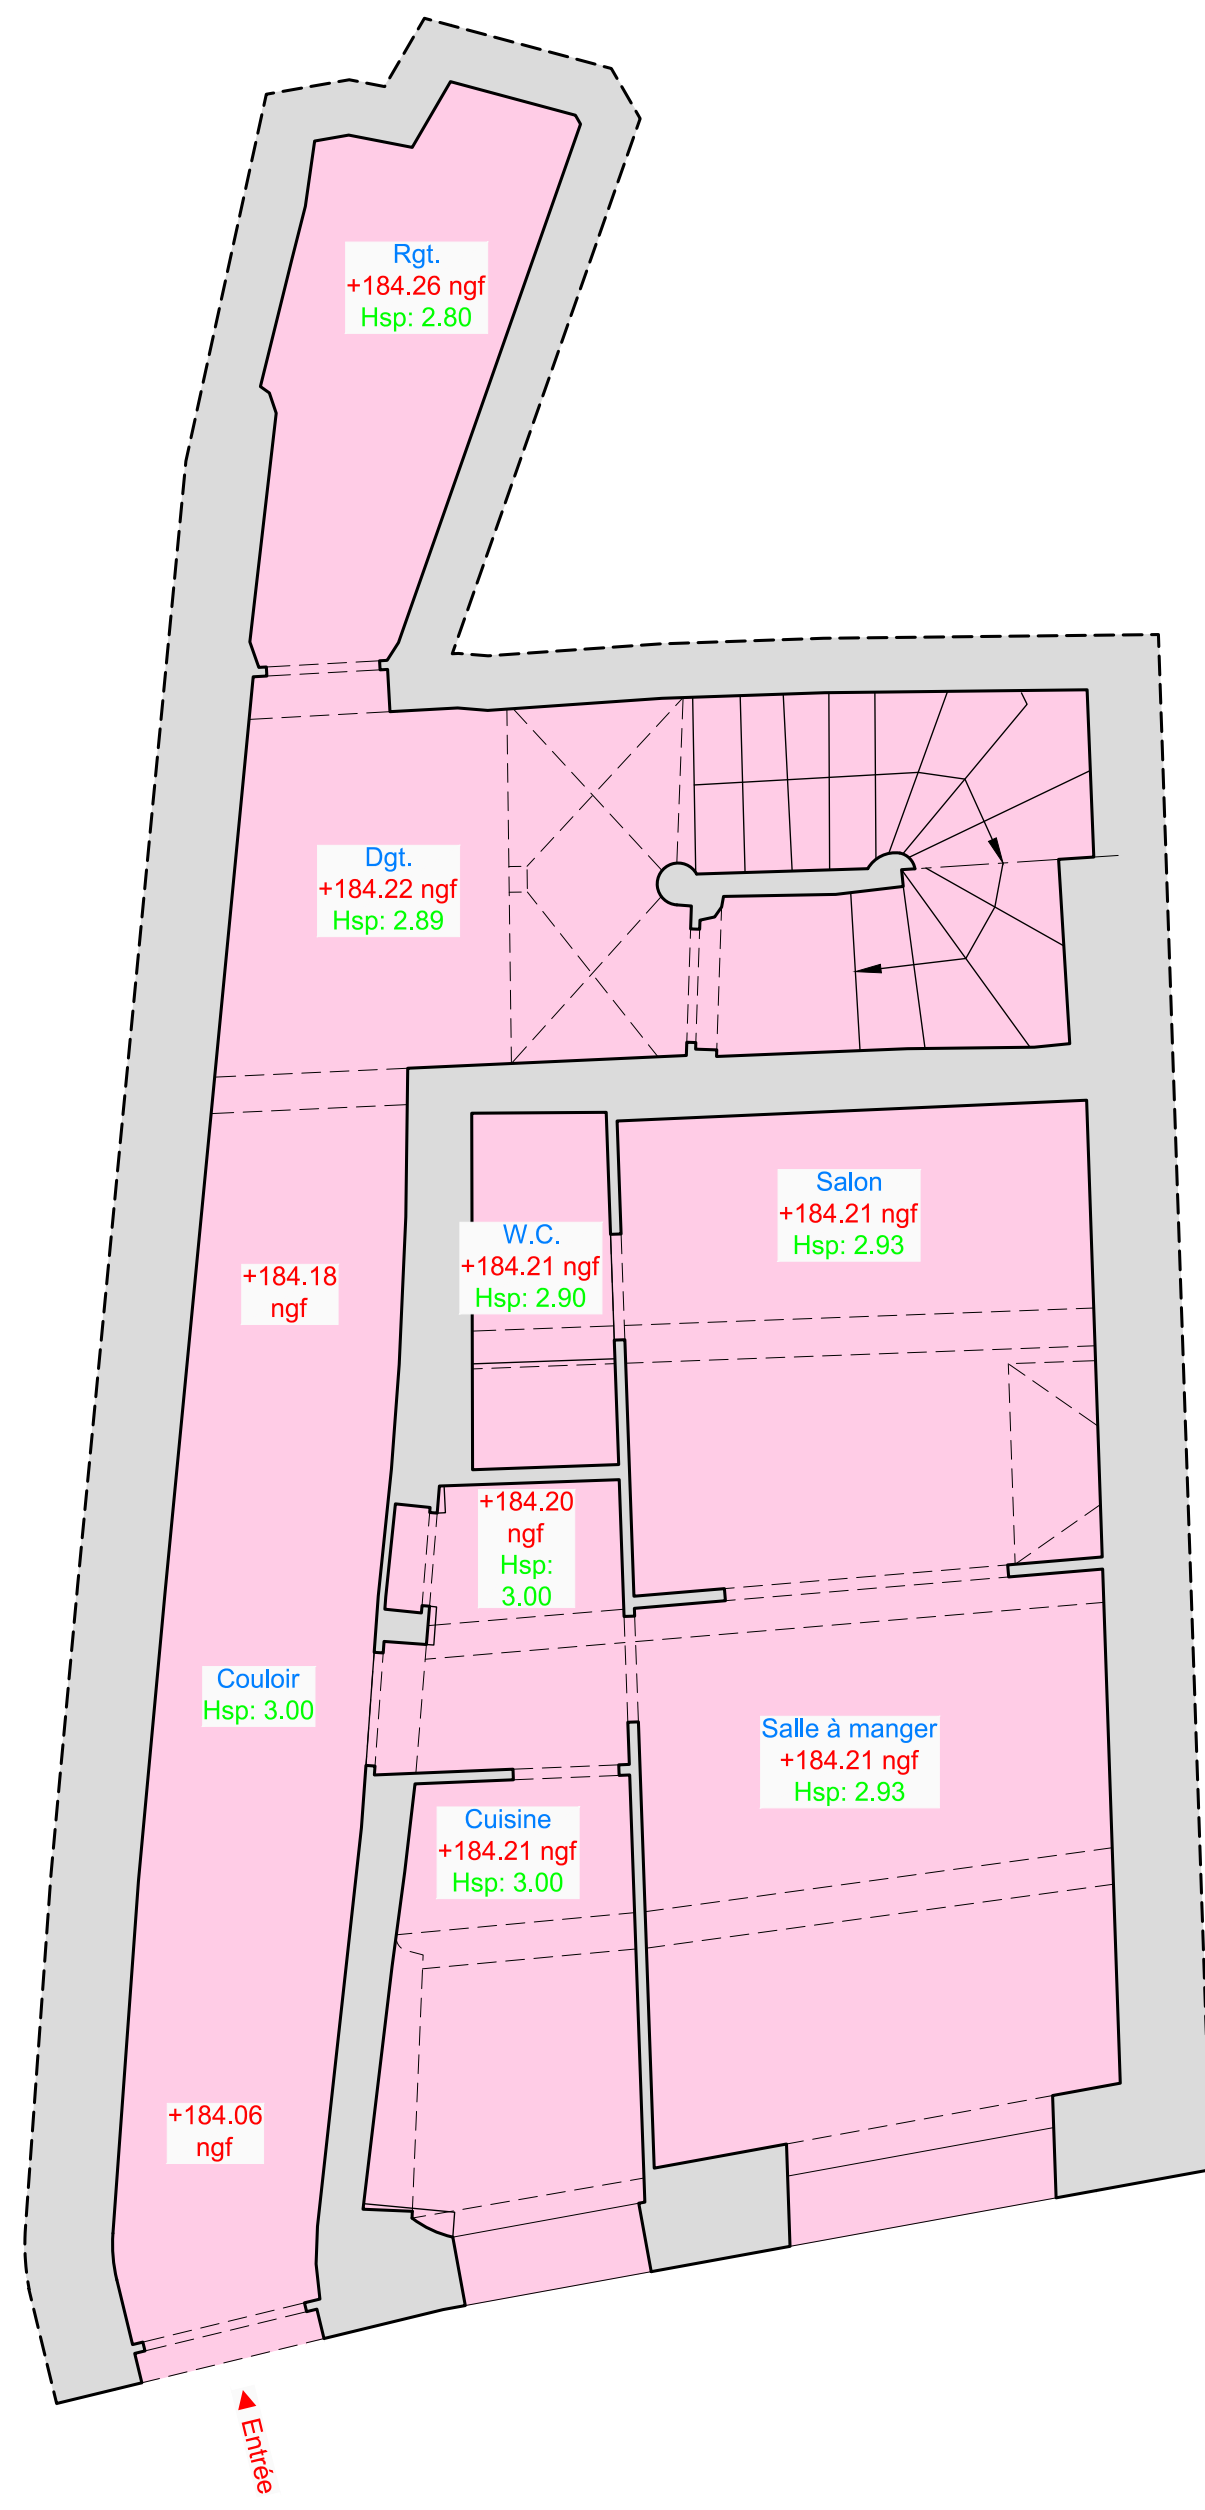 Rgt.
+184.26 ngf
Hsp: 2.80
Dgt.
+184.22 ngf
Hsp: 2.89
Salon
+184.21 ngf
Hsp: 2.93
W.C.
+184.21 ngf
Hsp: 2.90
+184.18
ngf
+184.20
ngf
Hsp:
3.00
Couloir
Hsp: 3.00
Salle à manger
+184.21 ngf
Hsp: 2.93
Cuisine
+184.21 ngf
Hsp: 3.00
+184.06
ngf
Entrée